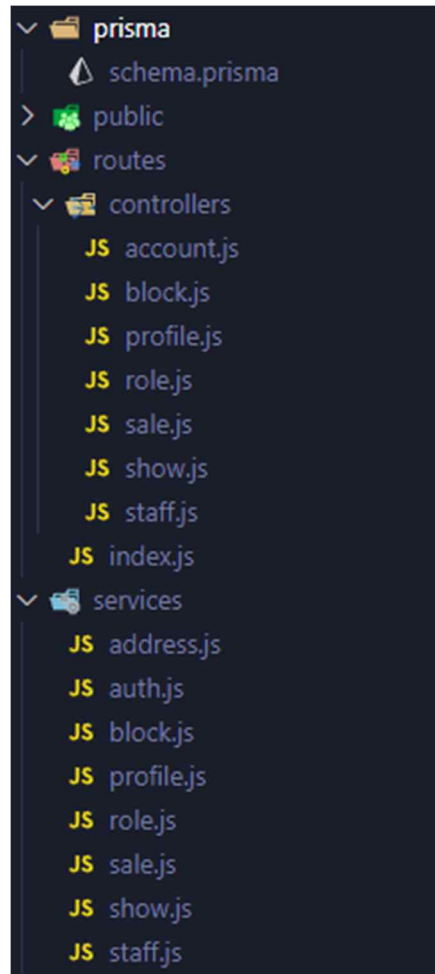 prisma
schema.prisma
public
routes
controllers
JS account.js
JS block.js
JS profile.js
JS role.js
JS sale.js
JS show.js
JS staff.js
JS index.js
services
JS address.js
JS auth.js
JS block.js
JS profile.js
JS role.js
JS sale.js
JS show.js
JS staff.js